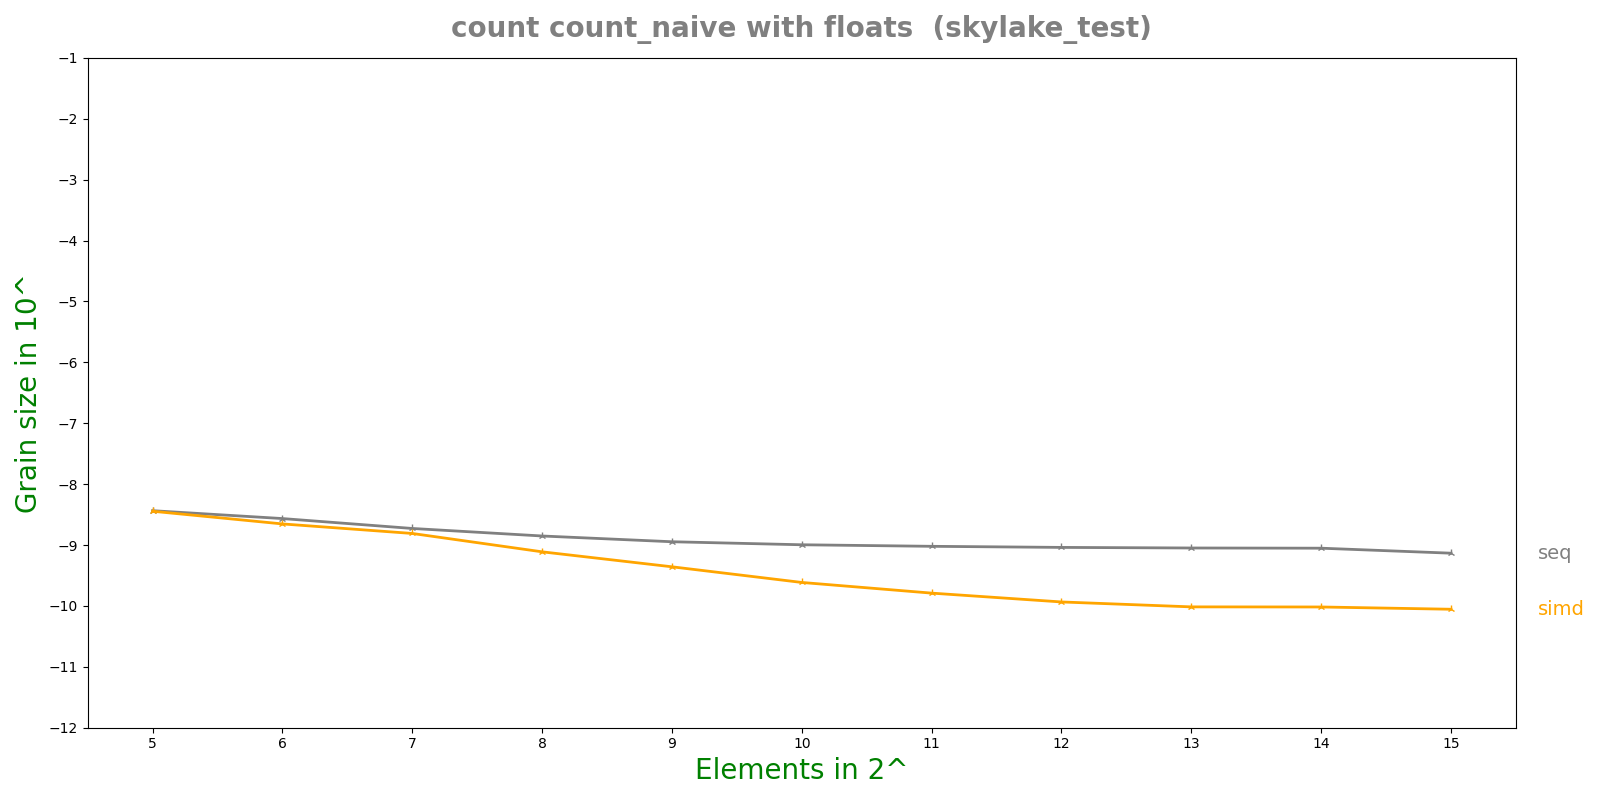 count count_naive with floats  (skylake_test)
Grain size in 10^
−1
−2
−3
−4
−5
−6
−7
−8
−9
−10
−11
−12
seq
simd
5 6 7 8 9 10 11 12 13 14 15
Elements in 2^